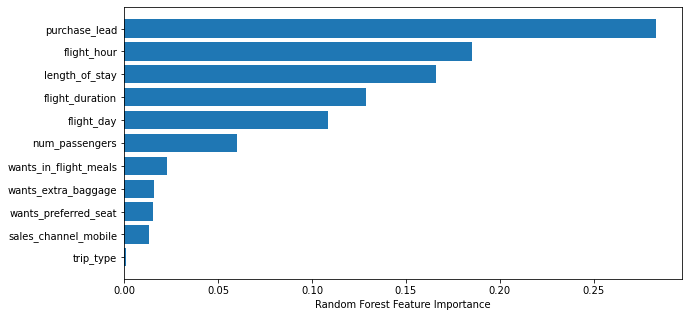 purchase_lead
flight_hour
length_of_stay
flight_duration
flight_day
num_passengers
wants_in_flight_meals
wants_extra_baggage
wants_preferred_seat
sales_channel_mobile
trip_type
0.00 0.05 0.10 0.15 0.20 0.25
Random Forest Feature Importance